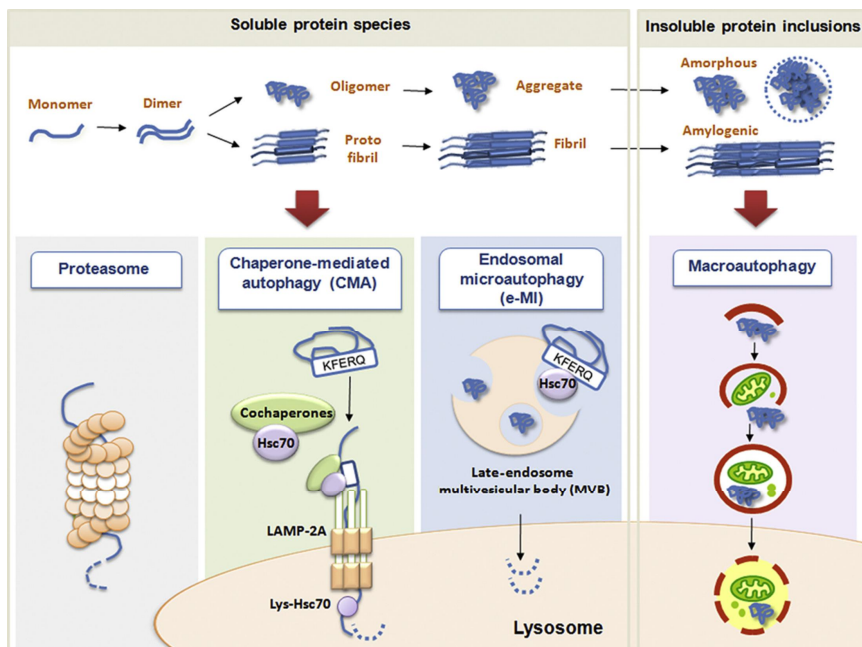 Soluble protein species
Insoluble protein inclusions
Monomer
Dimer
Oligomer
Aggregate
Proto
fibril
Fibril
Amorphous
Amylogenic
Proteasome
Chaperone-mediated
autophagy (CMA)
KFERQ
Cochaperones
Hsc70
LAMP-2A
Lys-Hsc70
Endosomal
microautophagy
(e-MI)
KFERQ
Hsc70
Late-endosome
multivesicular body (MVB)
Macroautophagy
Lysosome